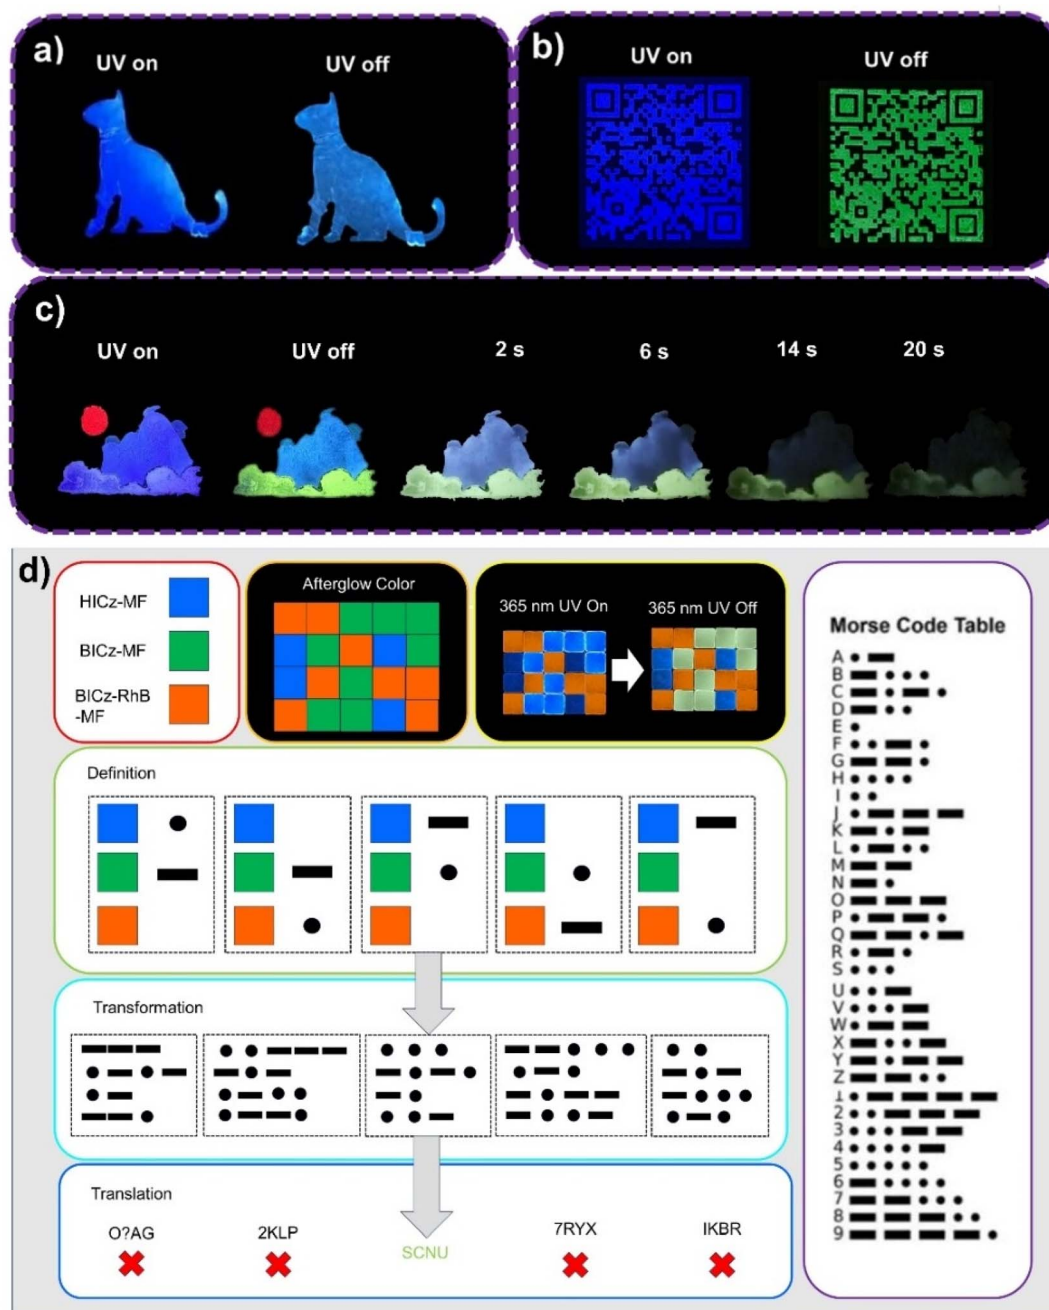 a)
UV on
UV off
b)
UV on
UV off
c)
UV on
UV off
2 s
6 s
14 s
20 s
d)
HICz-MF
BICz-MF
BICz-RhB
-MF
Afterglow Color
365 nm UV On
365 nm UV Off
Definition
Transformation
Translation
O?AG
2KLP
SCNU
7RYX
IKBR
Morse Code Table
A
B
C
D
E
F
G
H
I
J
K
L
M
N
O
P
Q
R
S
U
V
W
X
Y
Z
1
2
3
4
5
6
7
8
9